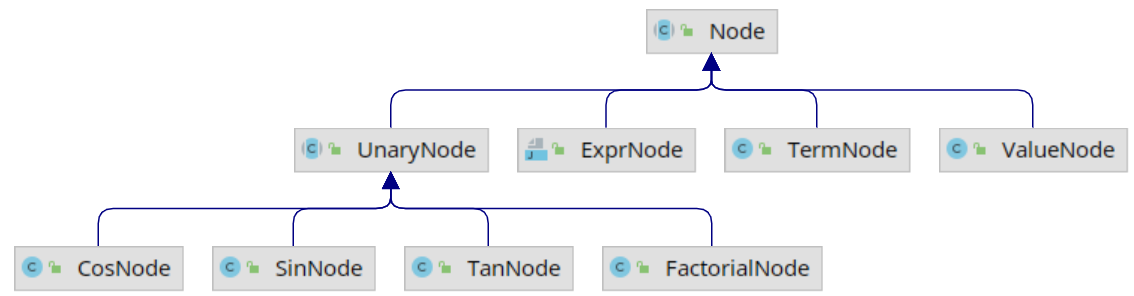 Node
UnaryNode
ExprNode
TermNode
ValueNode
CosNode
SinNode
TanNode
FactorialNode